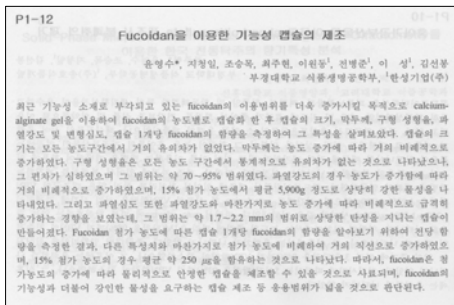 P1-12
Fucoidan을 이용한 기능성 캡슐의 제조
윤영수*, 지청일, 조승목, 최주현, 이원동¹, 전병준¹, 이 성¹, 김선봉
부경대학교 식품생명공학부, ¹한성기업(주)
최근 기능성 소재로 부각되고 있는 fucoidan의 이용범위를 더욱 증가시킬 목적으로 calcium-
alginate gel을 이용하여 fucoidan의 농도별로 캡슐화 한 후 캡슐의 크기, 막두께, 구형 성형율, 파
열강도 및 변형심도, 캡슐 1개당 fucoidan의 함량을 측정하여 그 특성을 살펴보았다. 캡슐의 크
기는 모든 농도구간에서 거의 유의차가 없었다. 막두께는 농도 증가에 따라 거의 비례적으로
증가하였다. 구형 성형율은 모든 농도 구간에서 통계적으로 유의차가 없는 것으로 나타났으나,
그 편차가 심하였으며 그 범위는 약 70~95% 범위였다. 파열강도의 경우 농도가 증가함에 따라
거의 비례적으로 증가하였으며, 15% 첨가 농도에서 평균 5,900g 정도로 상당히 강한 물성을 나
타내었다. 그리고 파열심도 또한 파열강도와 마찬가지로 농도 증가에 따라 비례적으로 급격히
증가하는 경향을 보였는데, 그 범위는 약 1.7~2.2 mm의 범위로 상당한 탄성을 지니는 캡슐이
만들어졌다. Fucoidan 첨가 농도에 따른 캡슐 1개당 fucoidan의 함량을 알아보기 위하여 전당 함
량을 측정한 결과, 다른 특성치와 마찬가지로 첨가 농도에 비례하여 거의 직선으로 증가하였으
며, 15% 첨가 농도의 경우 평균 약 250 ㎍을 함유하는 것으로 나타났다. 따라서, fucoidan은 첨
가농도의 증가에 따라 물리적으로 안정한 캡슐을 제조할 수 있을 것으로 사료되며, fucoidan의
기능성과 더불어 강인한 물성을 요구하는 캡슐 제조 등 응용범위가 넓을 것으로 판단된다.